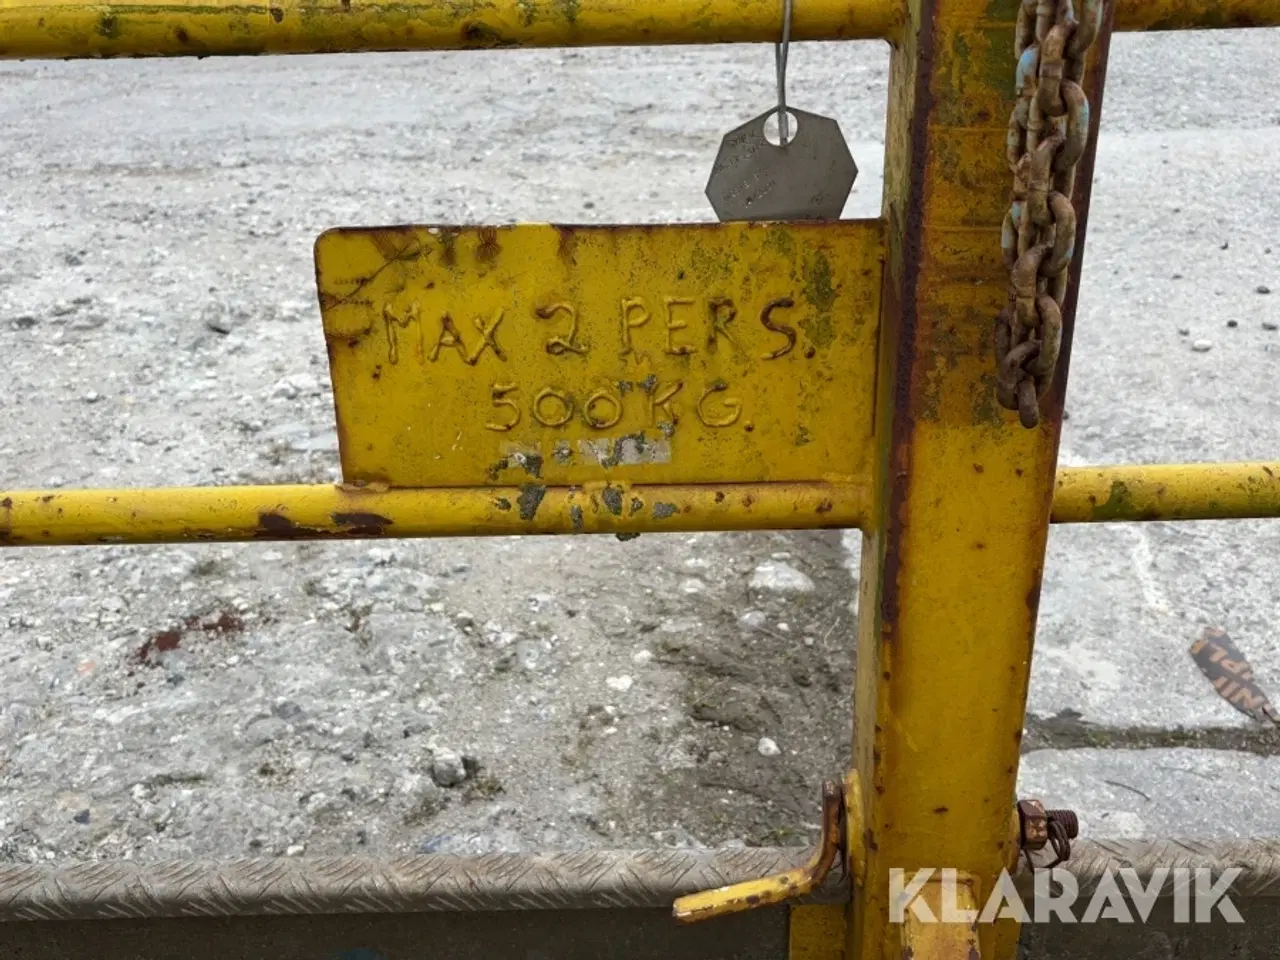 MAX 2 PERS.
500 KG.
KLARAVIK